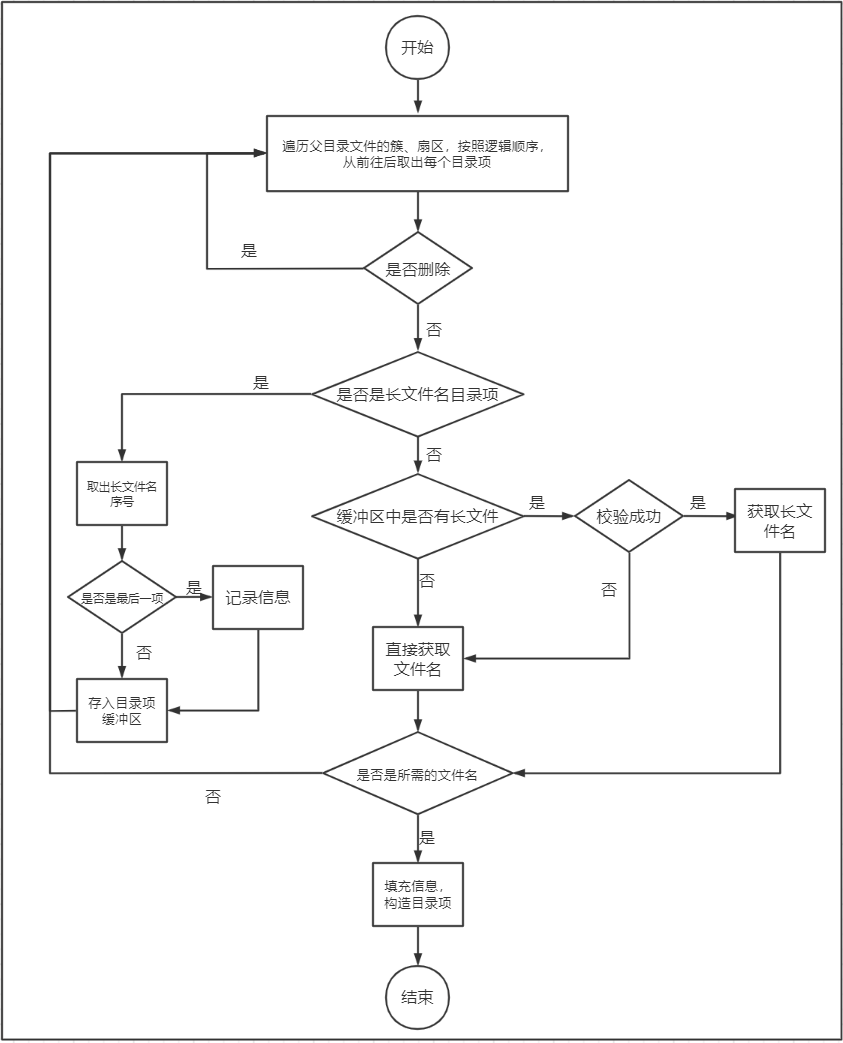 开始
遍历父目录文件的簇、扇区，按照逻辑顺序，
从前往后取出每个目录项
是
是否删除
否
是
是否是长文件名目录项
否
取出长文件名
序号
缓冲区中是否有长文件
是
校验成功
是
获取长文
件名
是否是最后一项
是
记录信息
否
否
否
直接获取
文件名
存入目录项
缓冲区
是否是所需的文件名
否
是
填充信息，
构造目录项
结束